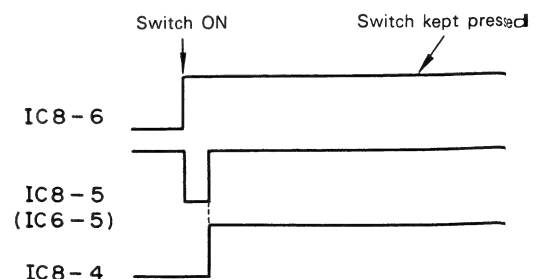 Switch ON
Switch kept pressed
IC8-6
IC8-5
(IC6-5)
IC8-4